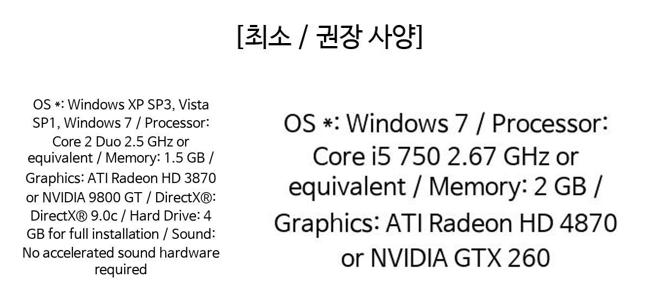 [최소 / 권장 사양]
OS *: Windows XP SP3, Vista
SP1, Windows 7 / Processor:
Core 2 Duo 2.5 GHz or
equivalent / Memory: 1.5 GB /
Graphics: ATI Radeon HD 3870
or NVIDIA 9800 GT / DirectX®:
DirectX® 9.0c / Hard Drive: 4
GB for full installation / Sound:
No accelerated sound hardware
required
OS *: Windows 7 / Processor:
Core i5 750 2.67 GHz or
equivalent / Memory: 2 GB /
Graphics: ATI Radeon HD 4870
or NVIDIA GTX 260